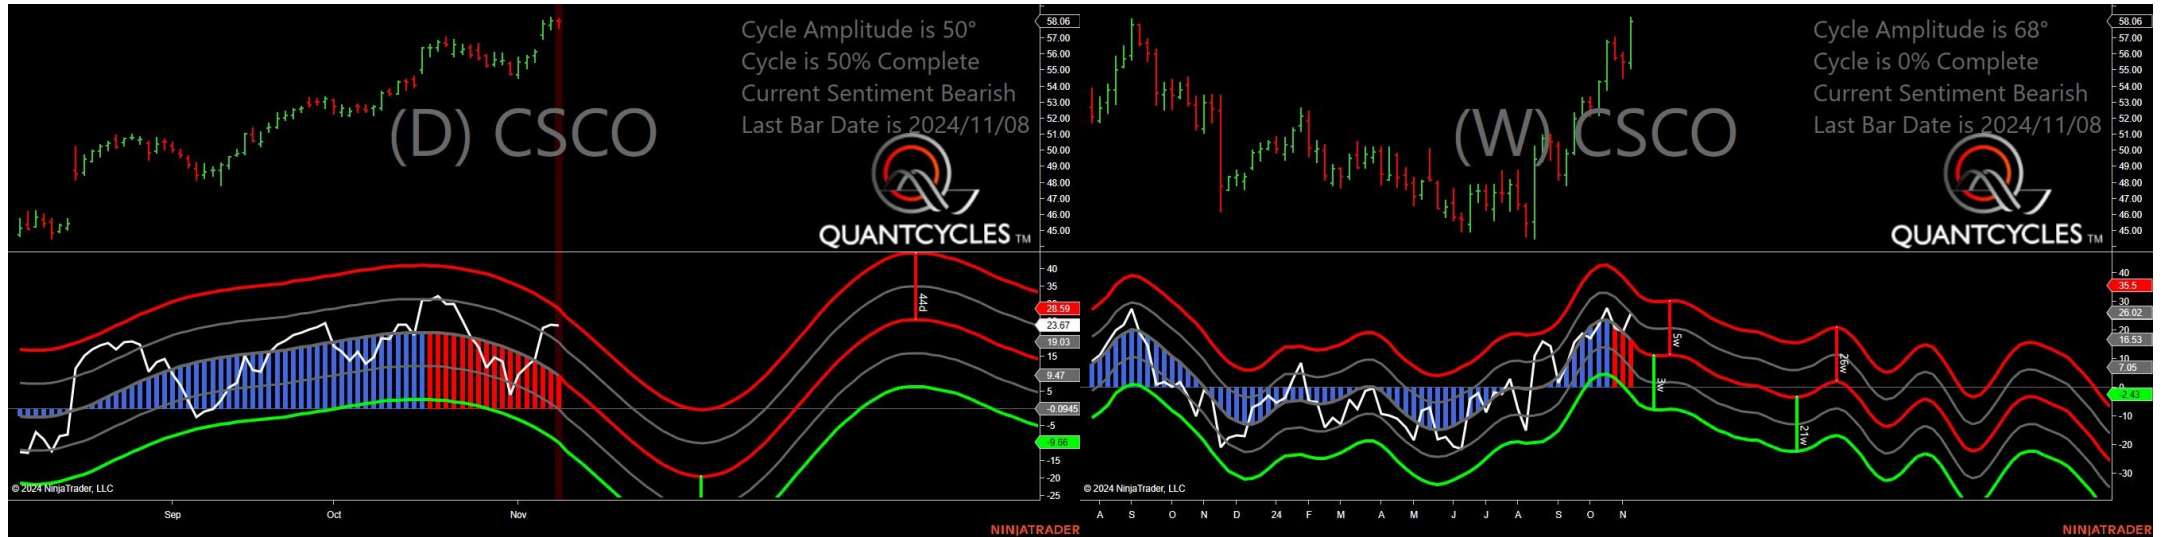 Cycle Amplitude is 50°
Cycle is 50% Complete
Current Sentiment Bearish
Last Bar Date is 2024/11/08
(D) CSCO
QUANTCYCLES TM
58.06
57.00
56.00
55.00
54.00
53.00
52.00
51.00
50.00
49.00
48.00
47.00
46.00
45.00
44d
40
35
28.59
23.67
19.03
15
9.47
5
-0.0945
-5
-9.66
-15
-20
-25
© 2024 NinjaTrader, LLC
Sep
Oct
Nov
NINJATRADER
Cycle Amplitude is 68°
Cycle is 0% Complete
Current Sentiment Bearish
Last Bar Date is 2024/11/08
(W) CSCO
QUANTCYCLES TM
58.06
57.00
56.00
55.00
54.00
53.00
52.00
51.00
50.00
49.00
48.00
47.00
46.00
45.00
5w
3w
26w
21w
40
35.5
30
26.02
20
16.53
10
7.05
-2.43
-10
-20
-30
© 2024 NinjaTrader, LLC
A S O N D 24 F M A M J J A S O N
NINJATRADER